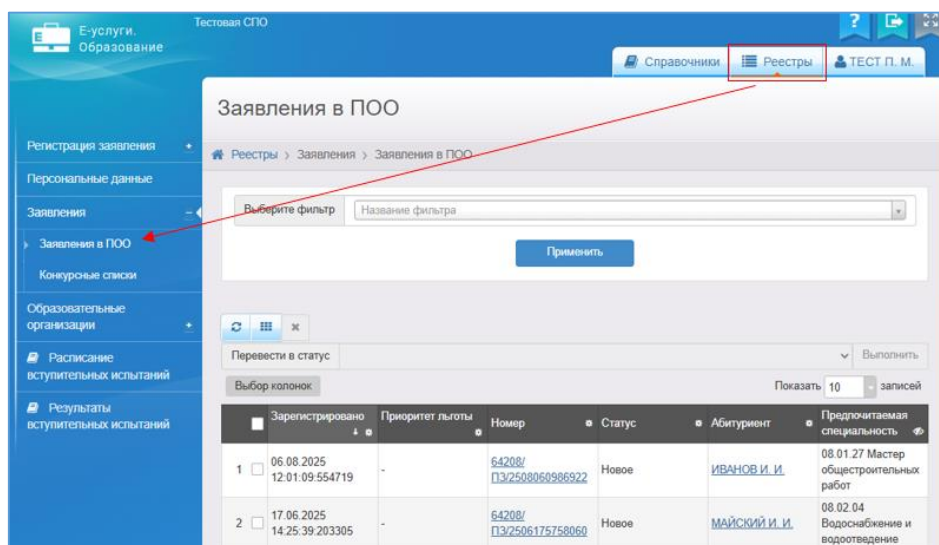 Е-услуги.
Образование
Тестовая СПО
?
Справочники
Реестры
ТЕСТ П. М.
Регистрация заявления +
Персональные данные
Заявления -
Заявления в ПОО
Конкурсные списки
Образовательные
организации +
Расписание
вступительных испытаний
Результаты
вступительных испытаний
Заявления в ПОО
Реестры > Заявления > Заявления в ПОО
Выберите фильтр Название фильтра
Применить
Перевести в статус Выполнить
Выбор колонок Показать 10 записей
Зарегистрировано Приоритет льготы Номер Статус Абитуриент Предпочитаемая
специальность
1 06.08.2025 - 64208/ Новое ИВАНОВ И. И. 08.01.27 Мастер
12:01:09:554719 ПЗ/2508060986922 общестроительных
работ
2 17.06.2025 - 64208/ Новое МАЙСКИЙ И. И. 08.02.04
14:25:39:203305 ПЗ/2506175758060 Водоснабжение и
водоотведение